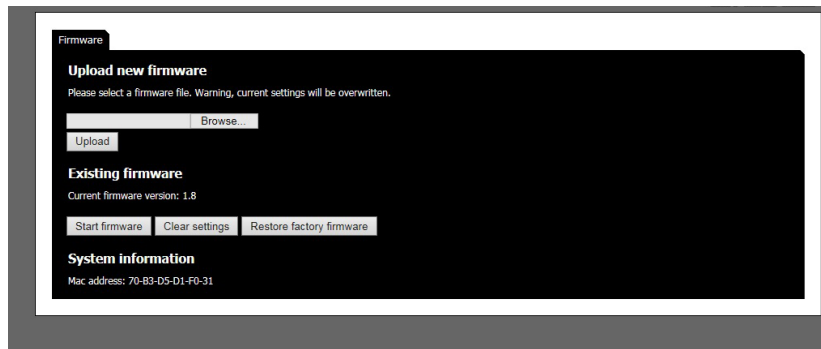 Firmware
Upload new firmware
Please select a firmware file. Warning, current settings will be overwritten.
Browse...
Upload
Existing firmware
Current firmware version: 1.8
Start firmware Clear settings Restore factory firmware
System information
Mac address: 70-B3-D5-D1-F0-31